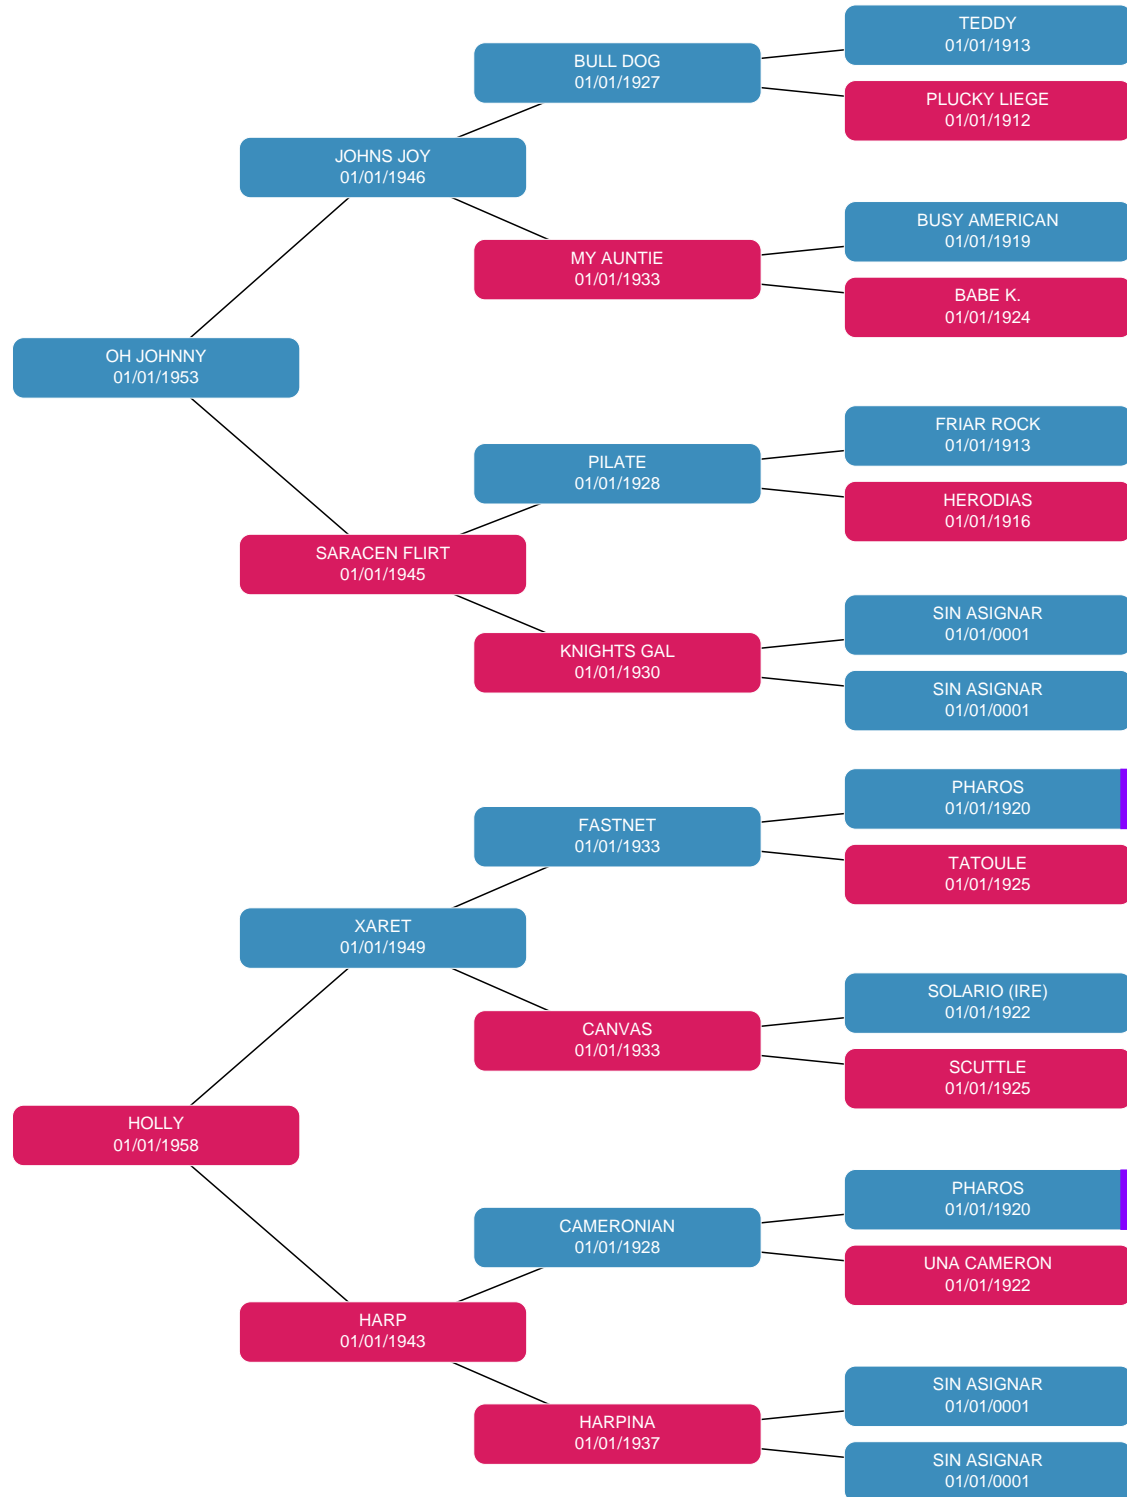 TEDDY
01/01/1913
BULL DOG
01/01/1927
PLUCKY LIEGE
01/01/1912
JOHNS JOY
01/01/1946
BUSY AMERICAN
01/01/1919
MY AUNTIE
01/01/1933
BABE K.
01/01/1924
OH JOHNNY
01/01/1953
FRIAR ROCK
01/01/1913
PILATE
01/01/1928
HERODIAS
01/01/1916
SARACEN FLIRT
01/01/1945
SIN ASIGNAR
01/01/0001
KNIGHTS GAL
01/01/1930
SIN ASIGNAR
01/01/0001
PHAROS
01/01/1920
FASTNET
01/01/1933
TATOULE
01/01/1925
XARET
01/01/1949
SOLARIO (IRE)
01/01/1922
CANVAS
01/01/1933
SCUTTLE
01/01/1925
HOLLY
01/01/1958
PHAROS
01/01/1920
CAMERONIAN
01/01/1928
UNA CAMERON
01/01/1922
HARP
01/01/1943
SIN ASIGNAR
01/01/0001
HARPINA
01/01/1937
SIN ASIGNAR
01/01/0001